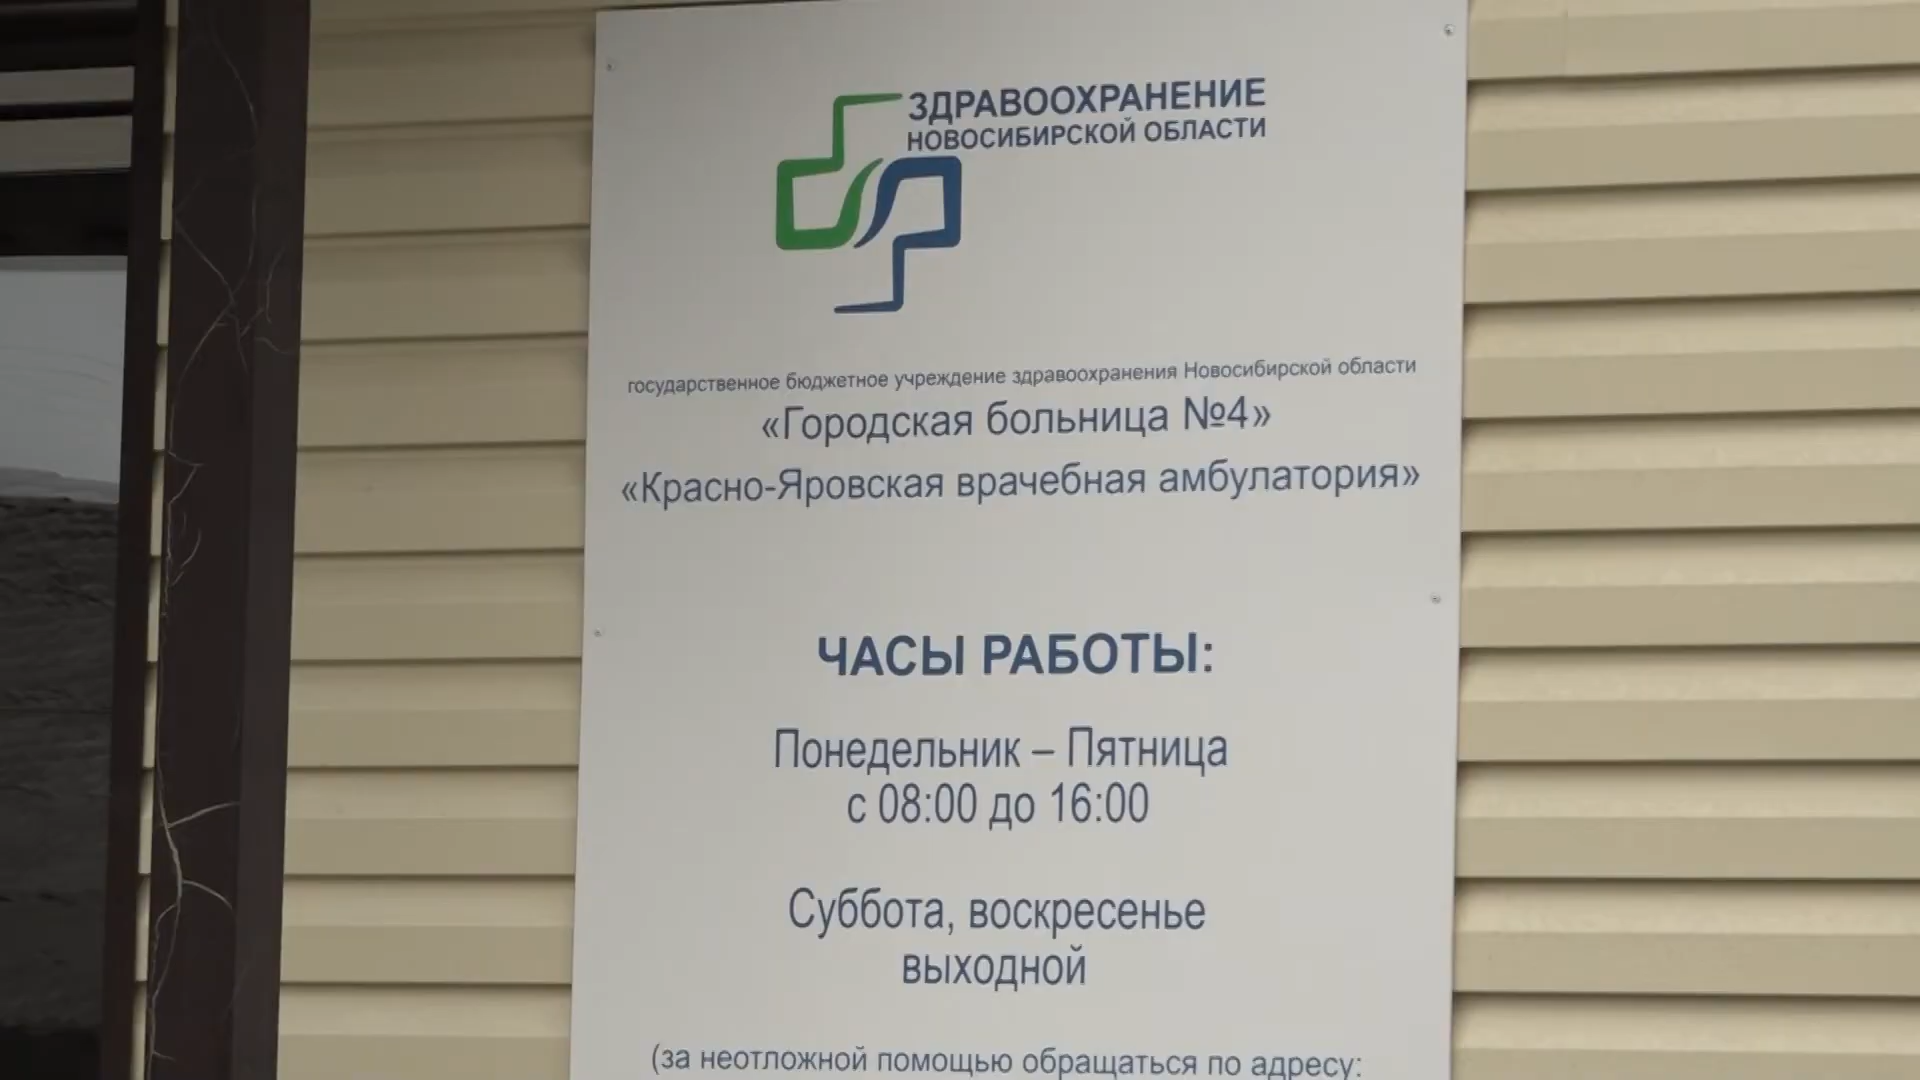 ЗДРАВООХРАНЕНИЕ
НОВОСИБИРСКОЙ ОБЛАСТИ
государственное бюджетное учреждение здравоохранения Новосибирской области
«Городская больница №4»
«Красно-Яровская врачебная амбулатория»
ЧАСЫ РАБОТЫ:
Понедельник – Пятница
с 08:00 до 16:00
Суббота, воскресенье
выходной
(за неотложной помощью обращаться по адресу: